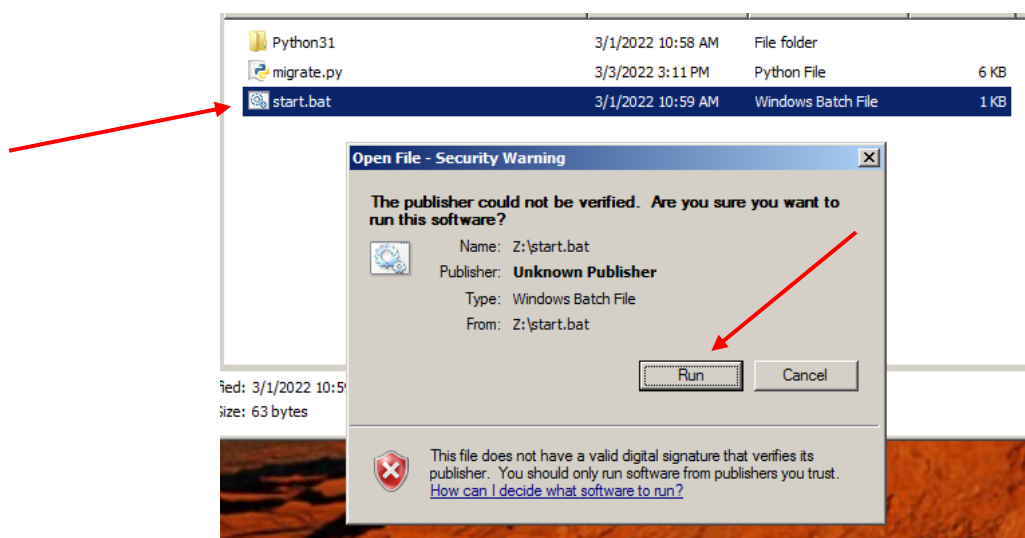 Python31 3/1/2022 10:58 AM File folder
migrate.py 3/3/2022 3:11 PM Python File 6 KB
start.bat 3/1/2022 10:59 AM Windows Batch File 1 KB
Open File - Security Warning
The publisher could not be verified. Are you sure you want to
run this software?
Name: Z:\start.bat
Publisher: Unknown Publisher
Type: Windows Batch File
From: Z:\start.bat
Run Cancel
3/1/2022 10:5
63 bytes
This file does not have a valid digital signature that verifies its
publisher. You should only run software from publishers you trust.
How can I decide what software to run?